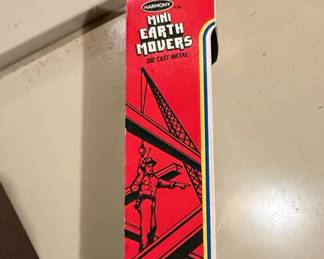 HARMONY
MINI
EARTH
MOVERS
DIE CAST METAL